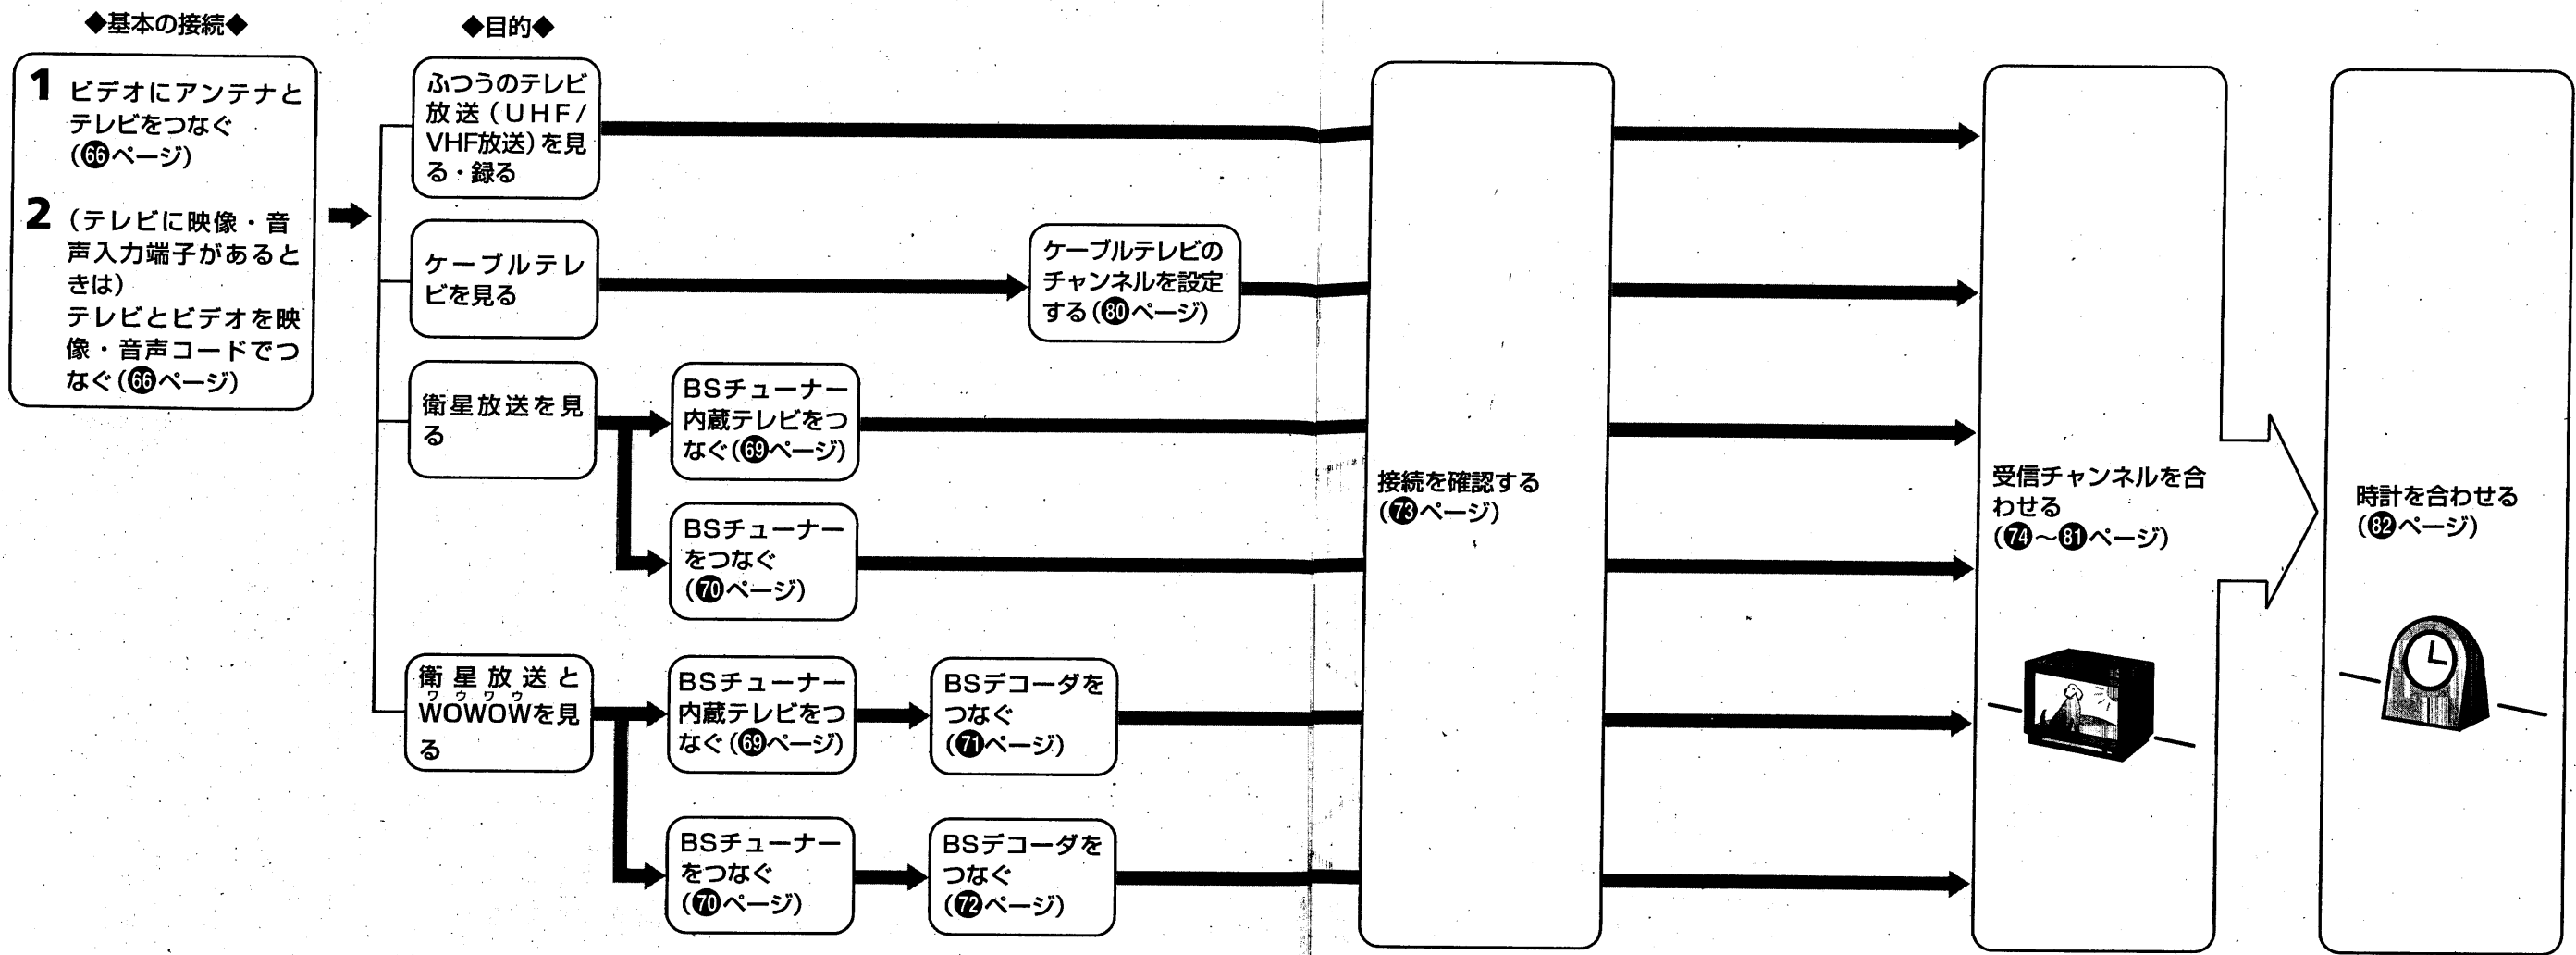 ◆基本の接続◆
1 ビデオにアンテナと
テレビをつなぐ
(66ページ)
2 (テレビに映像・音
声入力端子があると
きは)
テレビとビデオを映
像・音声コードでつ
なぐ(66ページ)
◆目的◆
ふつうのテレビ
放送(UHF/
VHF放送)を見
る・録る
ケーブルテレ
ビを見る
ケーブルテレビの
チャンネルを設定
する(80ページ)
衛星放送を見
る
BSチューナー
内蔵テレビをつ
なぐ(69ページ)
BSチューナー
をつなぐ
(70ページ)
衛星放送と
ワウワウ
WOWOWを見
る
BSチューナー
内蔵テレビをつ
なぐ(69ページ)
BSデコーダを
つなぐ
(71ページ)
BSチューナー
をつなぐ
(70ページ)
BSデコーダを
つなぐ
(72ページ)
接続を確認する
(73ページ)
受信チャンネルを合
わせる
(74〜81ページ)
時計を合わせる
(82ページ)